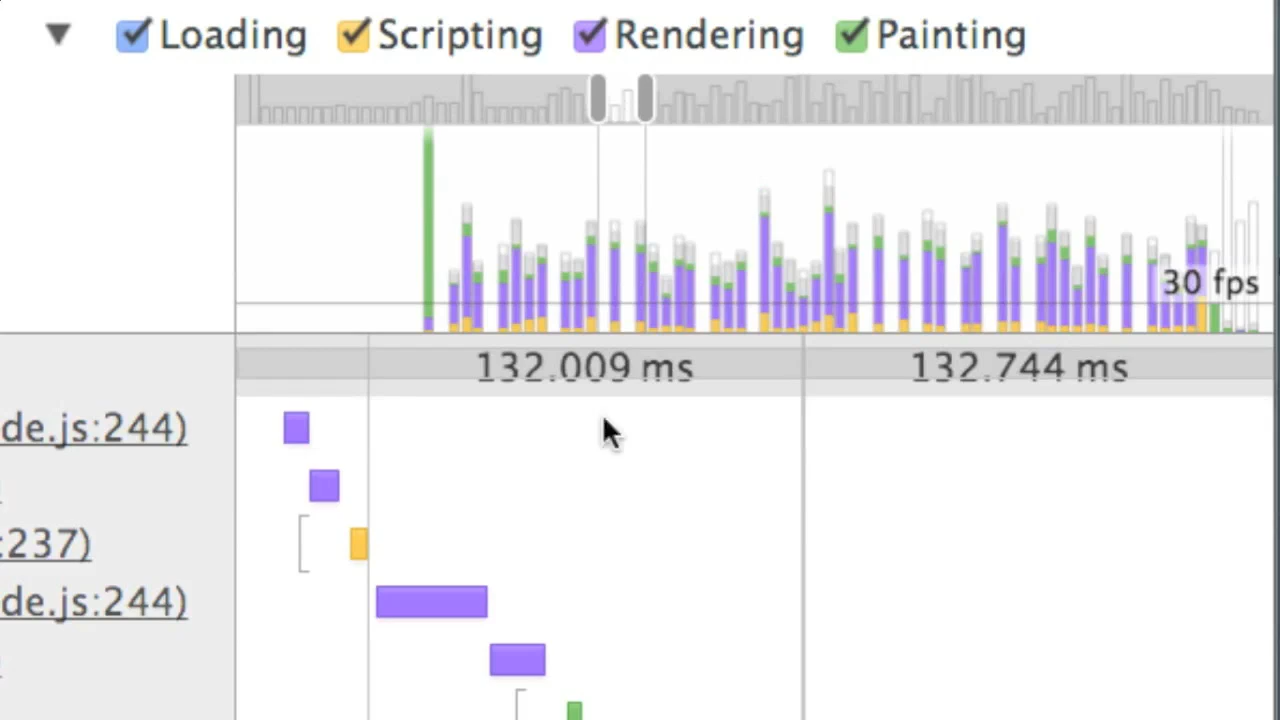 Loading Scripting Rendering Painting
30 fps
132.009 ms 132.744 ms
de.js:244)
:237)
de.js:244)